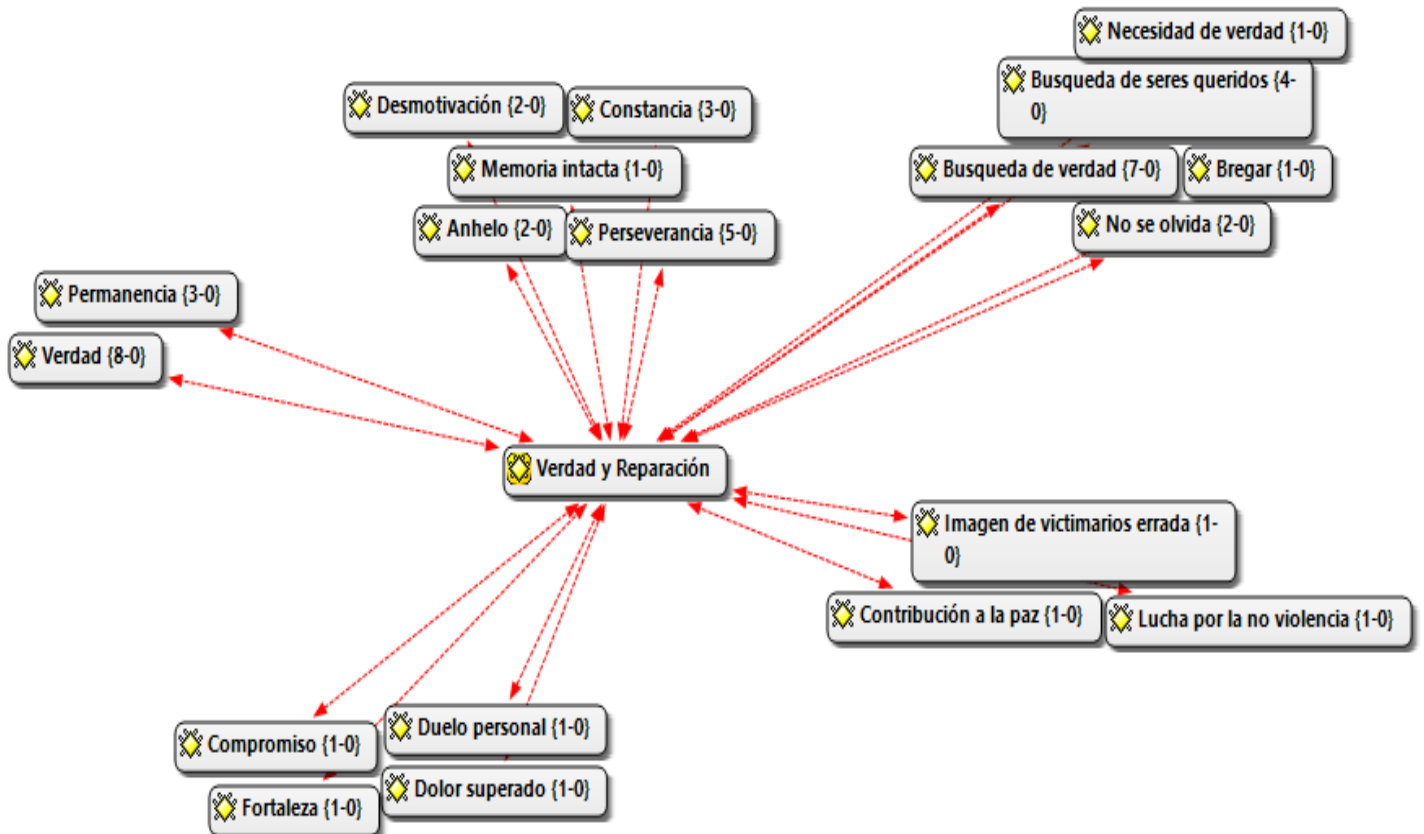 Necesidad de verdad {1-0}
Busqueda de seres queridos {4-
0}
Desmotivación {2-0}
Constancia {3-0}
Memoria intacta {1-0}
Busqueda de verdad {7-0}
Bregar {1-0}
Anhelo {2-0}
Perseverancia {5-0}
No se olvida {2-0}
Permanencia {3-0}
Verdad {8-0}
Verdad y Reparación
Imagen de victimarios errada {1-
0}
Contribución a la paz {1-0}
Lucha por la no violencia {1-0}
Compromiso {1-0}
Duelo personal {1-0}
Fortaleza {1-0}
Dolor superado {1-0}